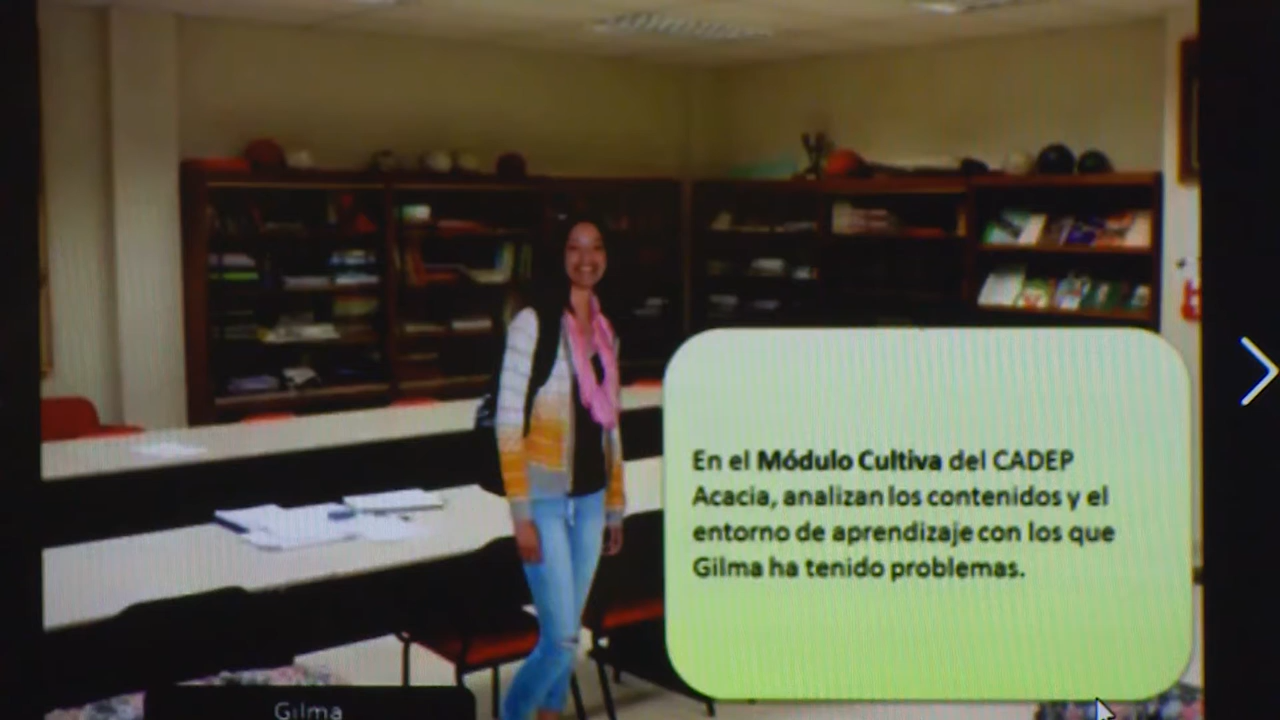 En el Módulo Cultiva del CADEP
Acacia, analizan los contenidos y el
entorno de aprendizaje con los que
Gilma ha tenido problemas.
Gilma